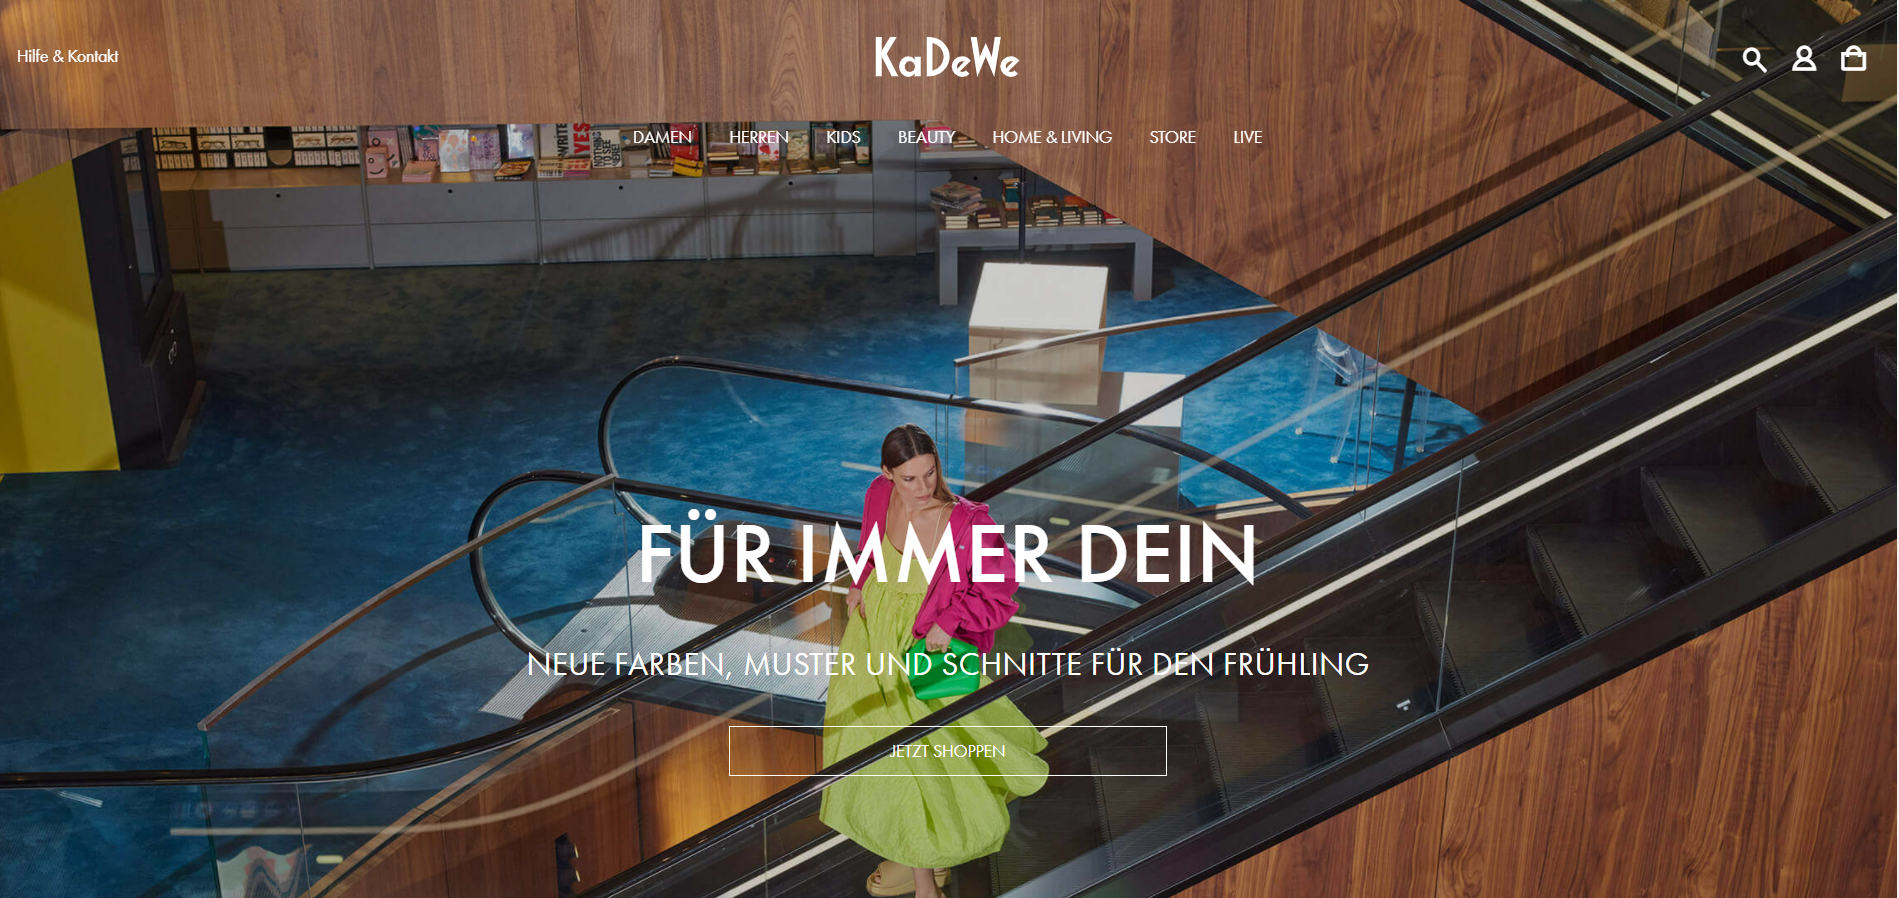 Hilfe & Kontakt
KaDeWe
DAMEN HERREN KIDS BEAUTY HOME & LIVING STORE LIVE
FÜR IMMER DEIN
NEUE FARBEN, MUSTER UND SCHNITTE FÜR DEN FRÜHLING
JETZT SHOPPEN